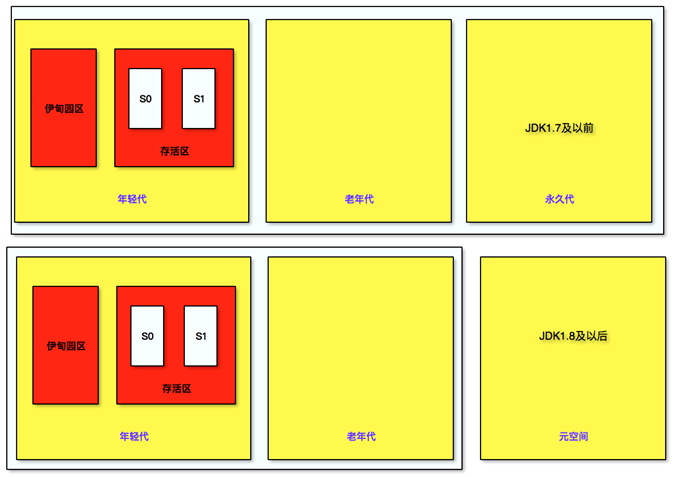 伊甸园区
S0
S1
存活区
JDK1.7及以前
年轻代
老年代
永久代
伊甸园区
S0
S1
存活区
JDK1.8及以后
年轻代
老年代
元空间